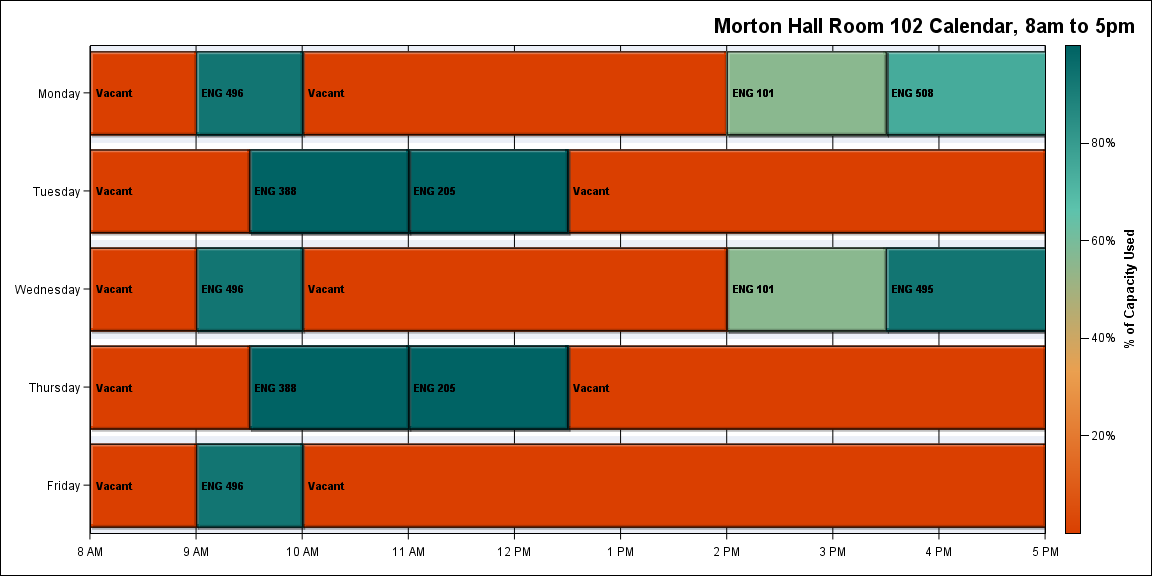 Morton Hall Room 102 Calendar, 8am to 5pm
Monday
Vacant
ENG 496
Vacant
ENG 101
ENG 508
Tuesday
Vacant
ENG 388
ENG 205
Vacant
Wednesday
Vacant
ENG 496
Vacant
ENG 101
ENG 495
Thursday
Vacant
ENG 388
ENG 205
Vacant
Friday
Vacant
ENG 496
Vacant
8 AM
9 AM
10 AM
11 AM
12 PM
1 PM
2 PM
3 PM
4 PM
5 PM
80%
60%
40%
20%
% of Capacity Used